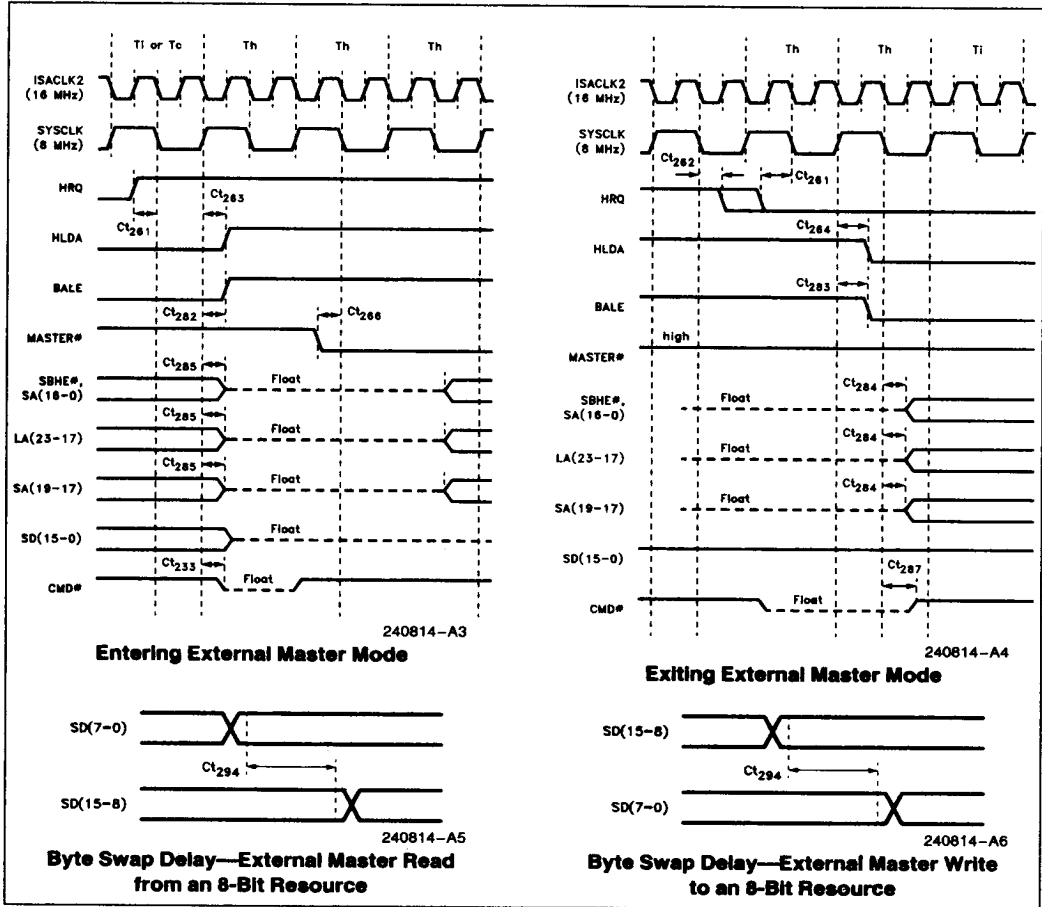 Ti or Tc Th Th Th
ISACLK2
(16 MHz)
SYSCLK
(8 MHz)
HRQ
Ct263
Ct261
HLDA
BALE
Ct282
Ct266
MASTER#
Ct285
SBHE#,
SA(16-0)
Float
Ct285
LA(23-17)
Float
Ct285
SA(19-17)
Float
SD(15-0)
Ct233
CMD#
Float
240814-A3
Entering External Master Mode
Th Th Ti
ISACLK2
(16 MHz)
SYSCLK
(8 MHz)
Ct262
Ct261
HRQ
Ct264
HLDA
Ct283
BALE
high
MASTER#
Ct284
SBHE#,
SA(16-0)
Float
Ct284
LA(23-17)
Float
Ct284
SA(19-17)
Float
SD(15-0)
Ct287
CMD#
Float
240814-A4
Exiting External Master Mode
SD(7-0)
Ct294
SD(15-8)
240814-A5
Byte Swap Delay—External Master Read
from an 8-Bit Resource
SD(15-8)
Ct294
SD(7-0)
240814-A6
Byte Swap Delay—External Master Write
to an 8-Bit Resource